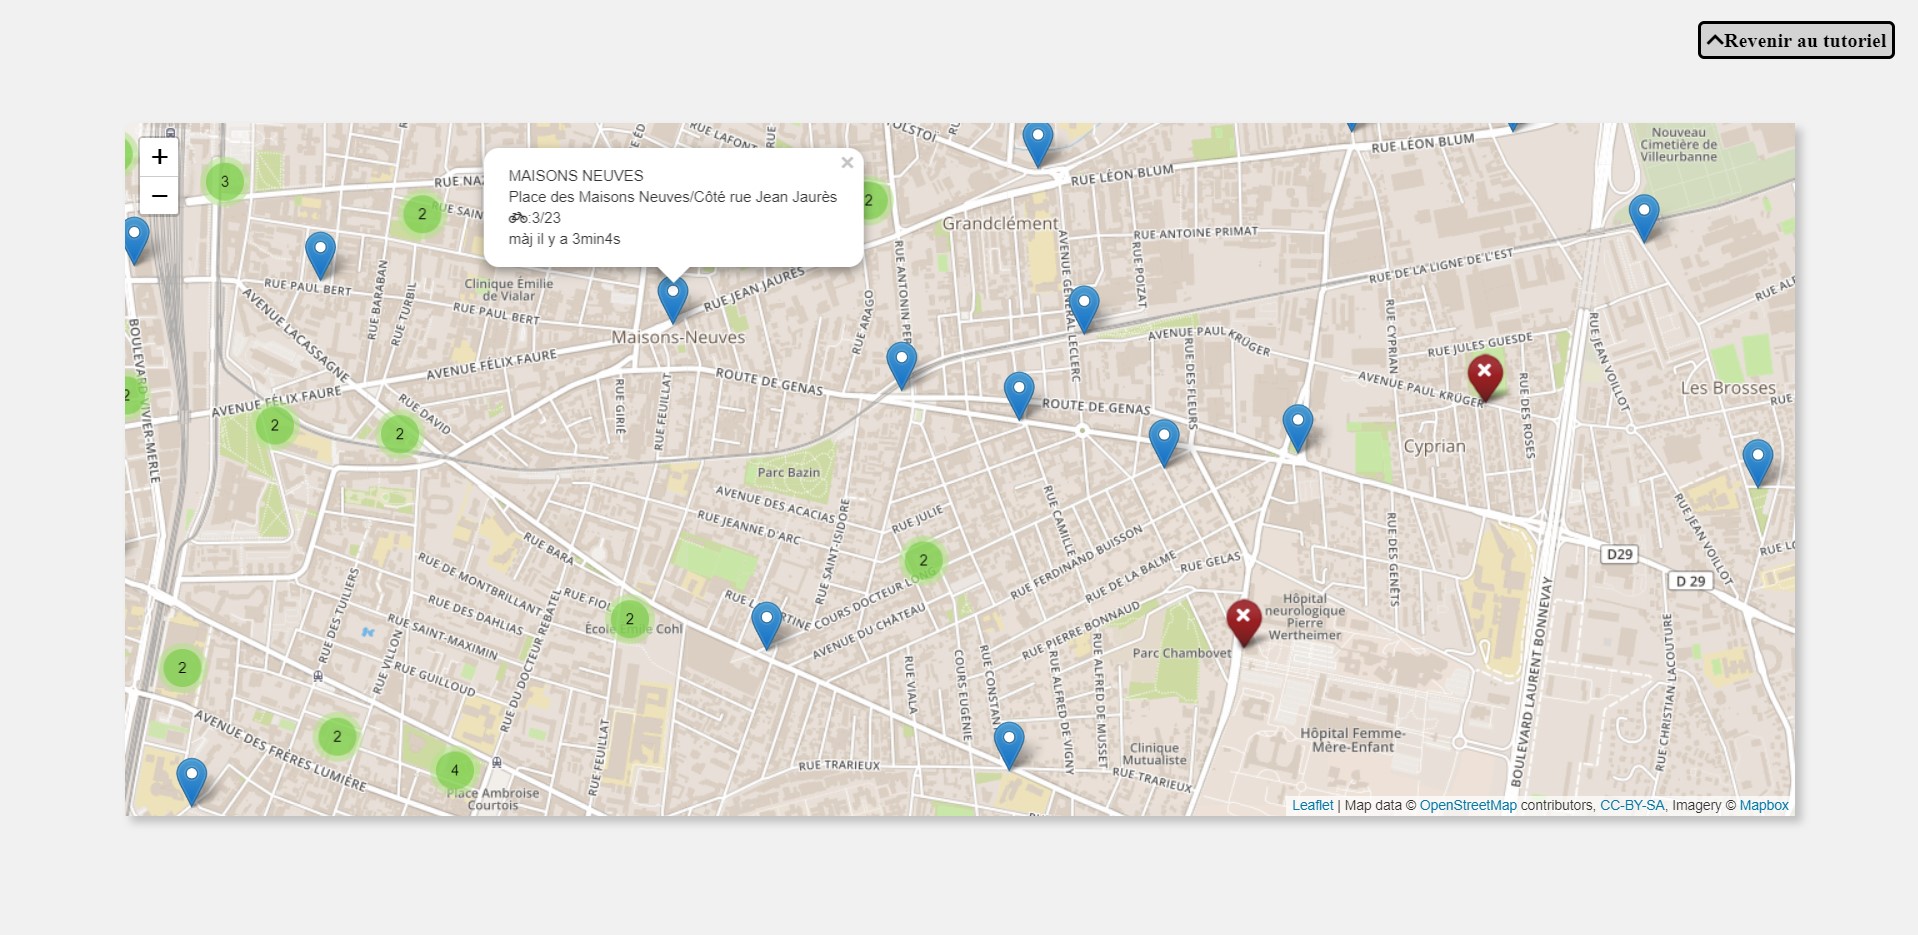 Revenir au tutoriel
+
−
MAISONS NEUVES
Place des Maisons Neuves/Côté rue Jean Jaurès
:3/23
màj il y a 3min4s
×
3
2
2
RUE LAFONT
TOLSTOÏ
RUE LÉON BLUM
RUE LÉON BLUM
Nouveau
Cimetière de
Villeurbanne
Grandclément
RUE ANTOINE PRIMAT
RUE POIZAT
AVENUE GÉNÉRAL LECLERC
RUE DE LA LIGNE DE L'EST
RUE PAUL BERT
RUE BARABAN
RUE TURBIL
Clinique Émilie
de Vialar
RUE PAUL BERT
RUE JEAN JAURÈS
RUE ARAGO
Maisons-Neuves
AVENUE LACASSAGNE
AVENUE FÉLIX FAURE
AVENUE FÉLIX FAURE
RUE DAVID
RUE GIRIÉ
RUE FEUILLAT
ROUTE DE GENAS
ROUTE DE GENAS
AVENUE PAUL KRÜGER
RUE DES FLEURS
RUE CYPRIAN
RUE JULES GUESDE
AVENUE PAUL KRÜGER
RUE DES ROSES
RUE JEAN VOILLOT
Les Brosses
Cyprian
2
2
2
Parc Bazin
AVENUE DES ACACIAS
RUE JEANNE D'ARC
RUE SAINT-ISIDORE
RUE JULIE
RUE CAMILLE
RUE FERDINAND BUISSON
RUE DE LA BALME
RUE GELAS
RUE DES GENÊTS
RUE JEAN VOILLOT
D29
D 29
RUE BARA
RUE DE MONTBRILLANT
RUE DES DAHLIAS
RUE SAINT-MAXIMIN
RUE GUILLOUD
RUE DES TUILIERS
RUE VILLON
RUE DU DOCTEUR REBATEL
2
2
École Émile Cohl
COURS DOCTEUR LONG
AVENUE DU CHÂTEAU
RUE PIERRE BONNAUD
Parc Chambovet
Hôpital
neurologique
Pierre
Wertheimer
BOULEVARD LAURENT BONNEVAY
RUE CHRISTIAN LACOUTURE
2
2
4
AVENUE DES FRÈRES LUMIÈRE
Place Ambroise
Courtois
RUE FEUILLAT
RUE VIALA
COURS EUGÉNIE
RUE CONSTANT
RUE ALFRED DE VIGNY
RUE ALFRED DE MUSSET
RUE TRARIEUX
Clinique
Mutualiste
RUE TRARIEUX
Hôpital Femme-
Mère-Enfant
Leaflet | Map data © OpenStreetMap contributors, CC-BY-SA, Imagery © Mapbox